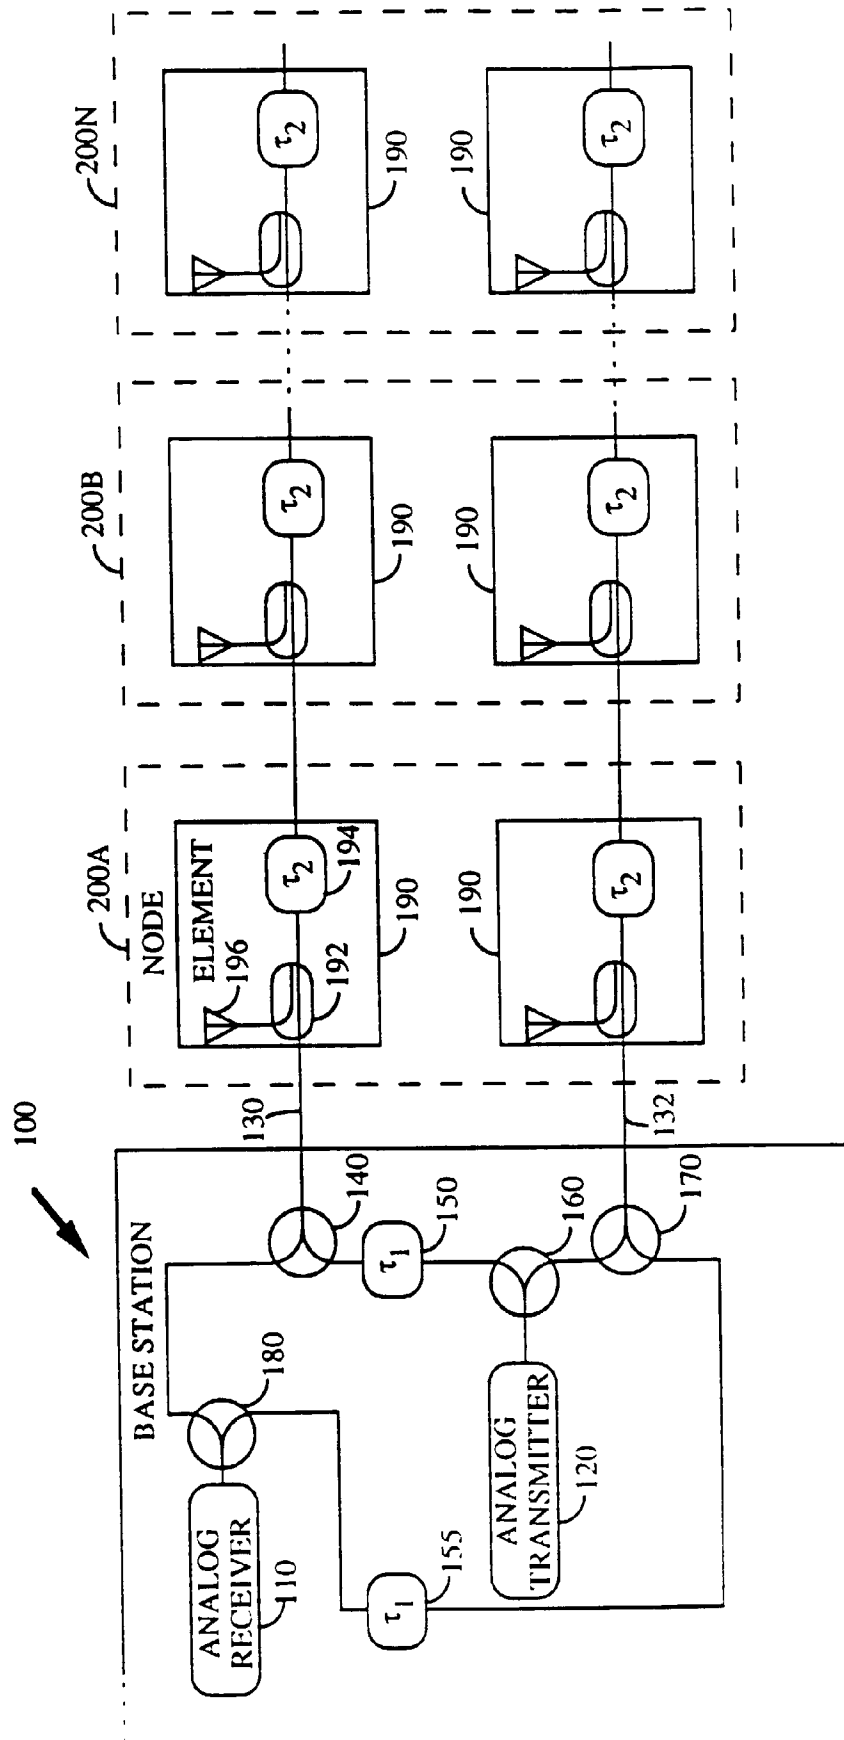 100
BASE STATION
ANALOG
RECEIVER
110
180
140
130
τ1
150
τ1
155
ANALOG
TRANSMITTER
120
160
170
132
200A
NODE
ELEMENT
196
192
τ2
194
190
190
τ2
200B
τ2
190
190
τ2
200N
τ2
190
190
τ2